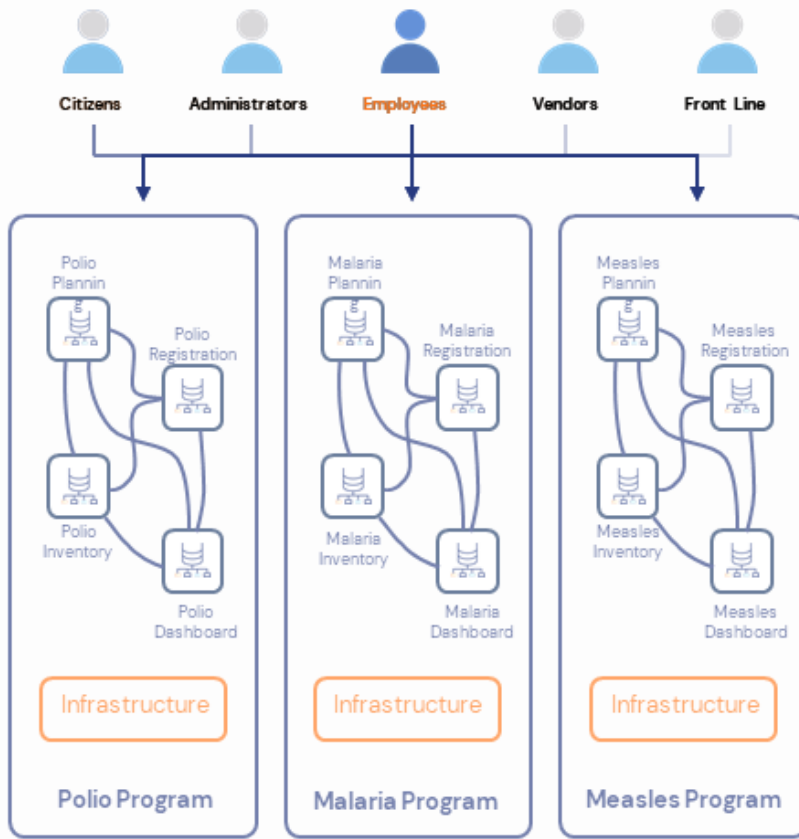 Citizens
Administrators
Employees
Vendors
Front Line
Polio
Plannin
g
Polio
Registration
Polio
Inventory
Polio
Dashboard
Infrastructure
Polio Program
Malaria
Plannin
g
Malaria
Registration
Malaria
Inventory
Malaria
Dashboard
Infrastructure
Malaria Program
Measles
Plannin
g
Measles
Registration
Measles
Inventory
Measles
Dashboard
Infrastructure
Measles Program